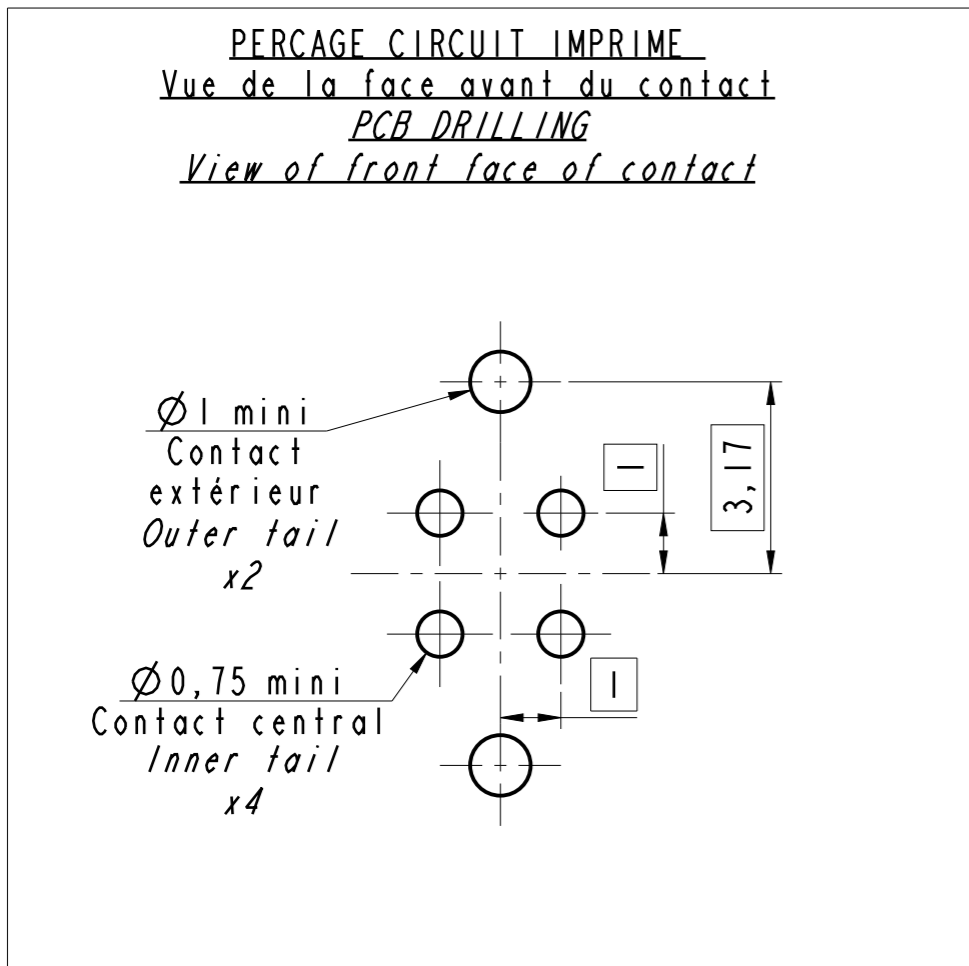 PERCAGE CIRCUIT IMPRIME
Vue de la face avant du contact
PCB DRILLING
View of front face of contact
Ø1 mini
Contact
extérieur
Outer tail
x2
1
3,17
Ø0,75 mini
Contact central
Inner tail
x4
1